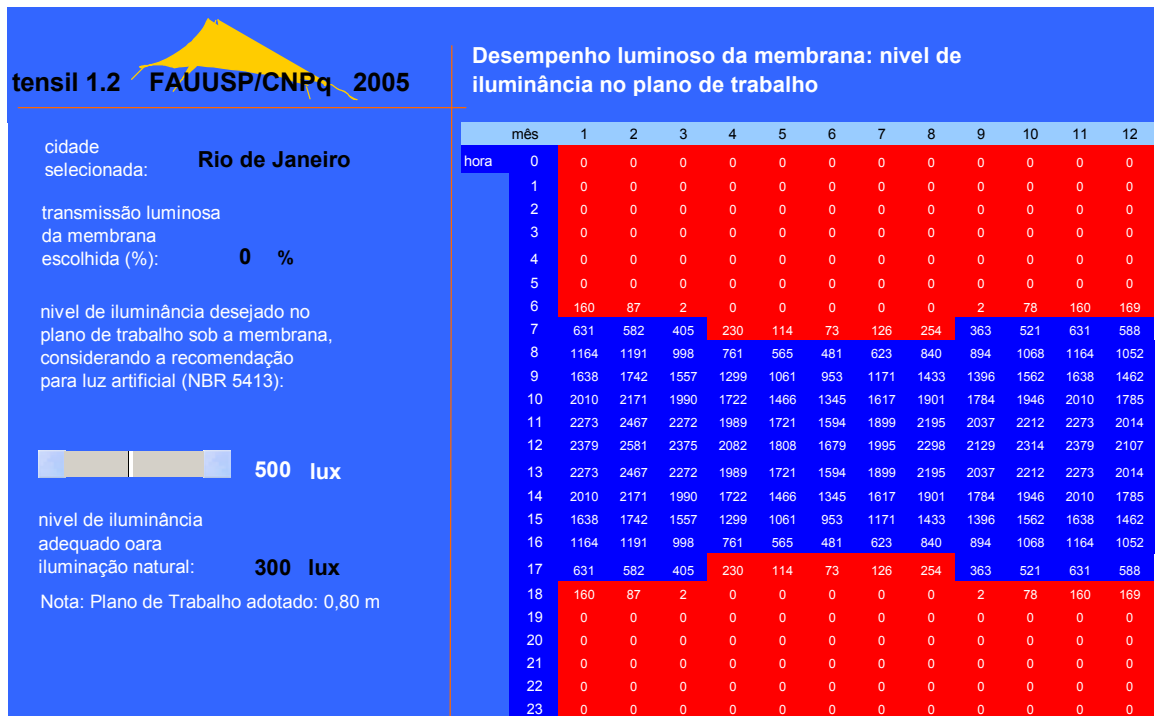 tensil 1.2 FAUUSP/CNPq 2005
Desempenho luminoso da membrana: nivel de
iluminância no plano de trabalho
cidade
selecionada: Rio de Janeiro
transmissão luminosa
da membrana
escolhida (%): 0 %
nivel de iluminância desejado no
plano de trabalho sob a membrana,
considerando a recomendação
para luz artificial (NBR 5413):
500 lux
nivel de iluminância
adequado oara
iluminação natural: 300 lux
Nota: Plano de Trabalho adotado: 0,80 m
mês 1 2 3 4 5 6 7 8 9 10 11 12
hora 0 0 0 0 0 0 0 0 0 0 0 0 0
1 0 0 0 0 0 0 0 0 0 0 0 0
2 0 0 0 0 0 0 0 0 0 0 0 0
3 0 0 0 0 0 0 0 0 0 0 0 0
4 0 0 0 0 0 0 0 0 0 0 0 0
5 0 0 0 0 0 0 0 0 0 0 0 0
6 160 87 2 0 0 0 0 0 2 78 160 169
7 631 582 405 230 114 73 126 254 363 521 631 588
8 1164 1191 998 761 565 481 623 840 894 1068 1164 1052
9 1638 1742 1557 1299 1061 953 1171 1433 1396 1562 1638 1462
10 2010 2171 1990 1722 1466 1345 1617 1901 1784 1946 2010 1785
11 2273 2467 2272 1989 1721 1594 1899 2195 2037 2212 2273 2014
12 2379 2581 2375 2082 1808 1679 1995 2298 2129 2314 2379 2107
13 2273 2467 2272 1989 1721 1594 1899 2195 2037 2212 2273 2014
14 2010 2171 1990 1722 1466 1345 1617 1901 1784 1946 2010 1785
15 1638 1742 1557 1299 1061 953 1171 1433 1396 1562 1638 1462
16 1164 1191 998 761 565 481 623 840 894 1068 1164 1052
17 631 582 405 230 114 73 126 254 363 521 631 588
18 160 87 2 0 0 0 0 0 2 78 160 169
19 0 0 0 0 0 0 0 0 0 0 0 0
20 0 0 0 0 0 0 0 0 0 0 0 0
21 0 0 0 0 0 0 0 0 0 0 0 0
22 0 0 0 0 0 0 0 0 0 0 0 0
23 0 0 0 0 0 0 0 0 0 0 0 0